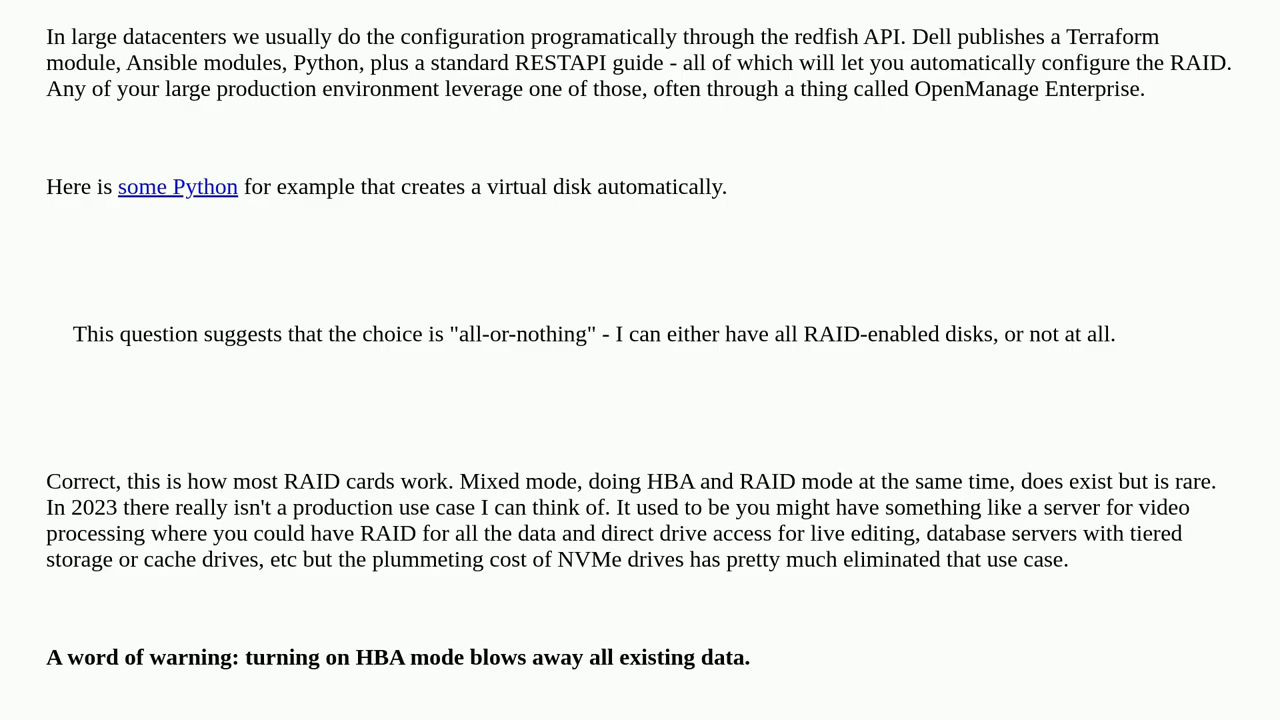 In large datacenters we usually do the configuration programatically through the redfish API. Dell publishes a Terraform
module, Ansible modules, Python, plus a standard RESTAPI guide - all of which will let you automatically configure the RAID.
Any of your large production environment leverage one of those, often through a thing called OpenManage Enterprise.
Here is some Python for example that creates a virtual disk automatically.
This question suggests that the choice is "all-or-nothing" - I can either have all RAID-enabled disks, or not at all.
Correct, this is how most RAID cards work. Mixed mode, doing HBA and RAID mode at the same time, does exist but is rare.
In 2023 there really isn't a production use case I can think of. It used to be you might have something like a server for video
processing where you could have RAID for all the data and direct drive access for live editing, database servers with tiered
storage or cache drives, etc but the plummeting cost of NVMe drives has pretty much eliminated that use case.
A word of warning: turning on HBA mode blows away all existing data.